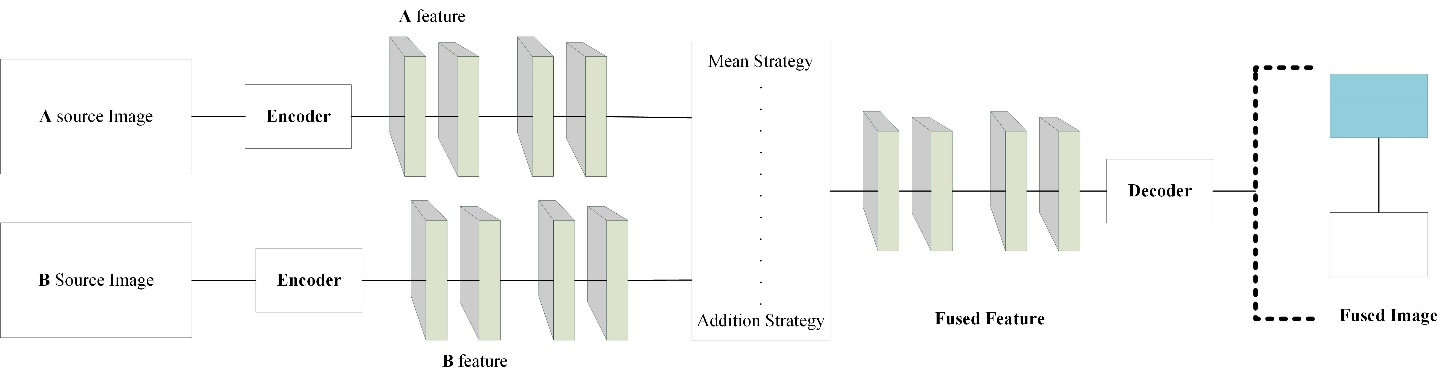 A feature
A source Image
Encoder
B Source Image
Encoder
B feature
Mean Strategy
Addition Strategy
Fused Feature
Decoder
Fused Image